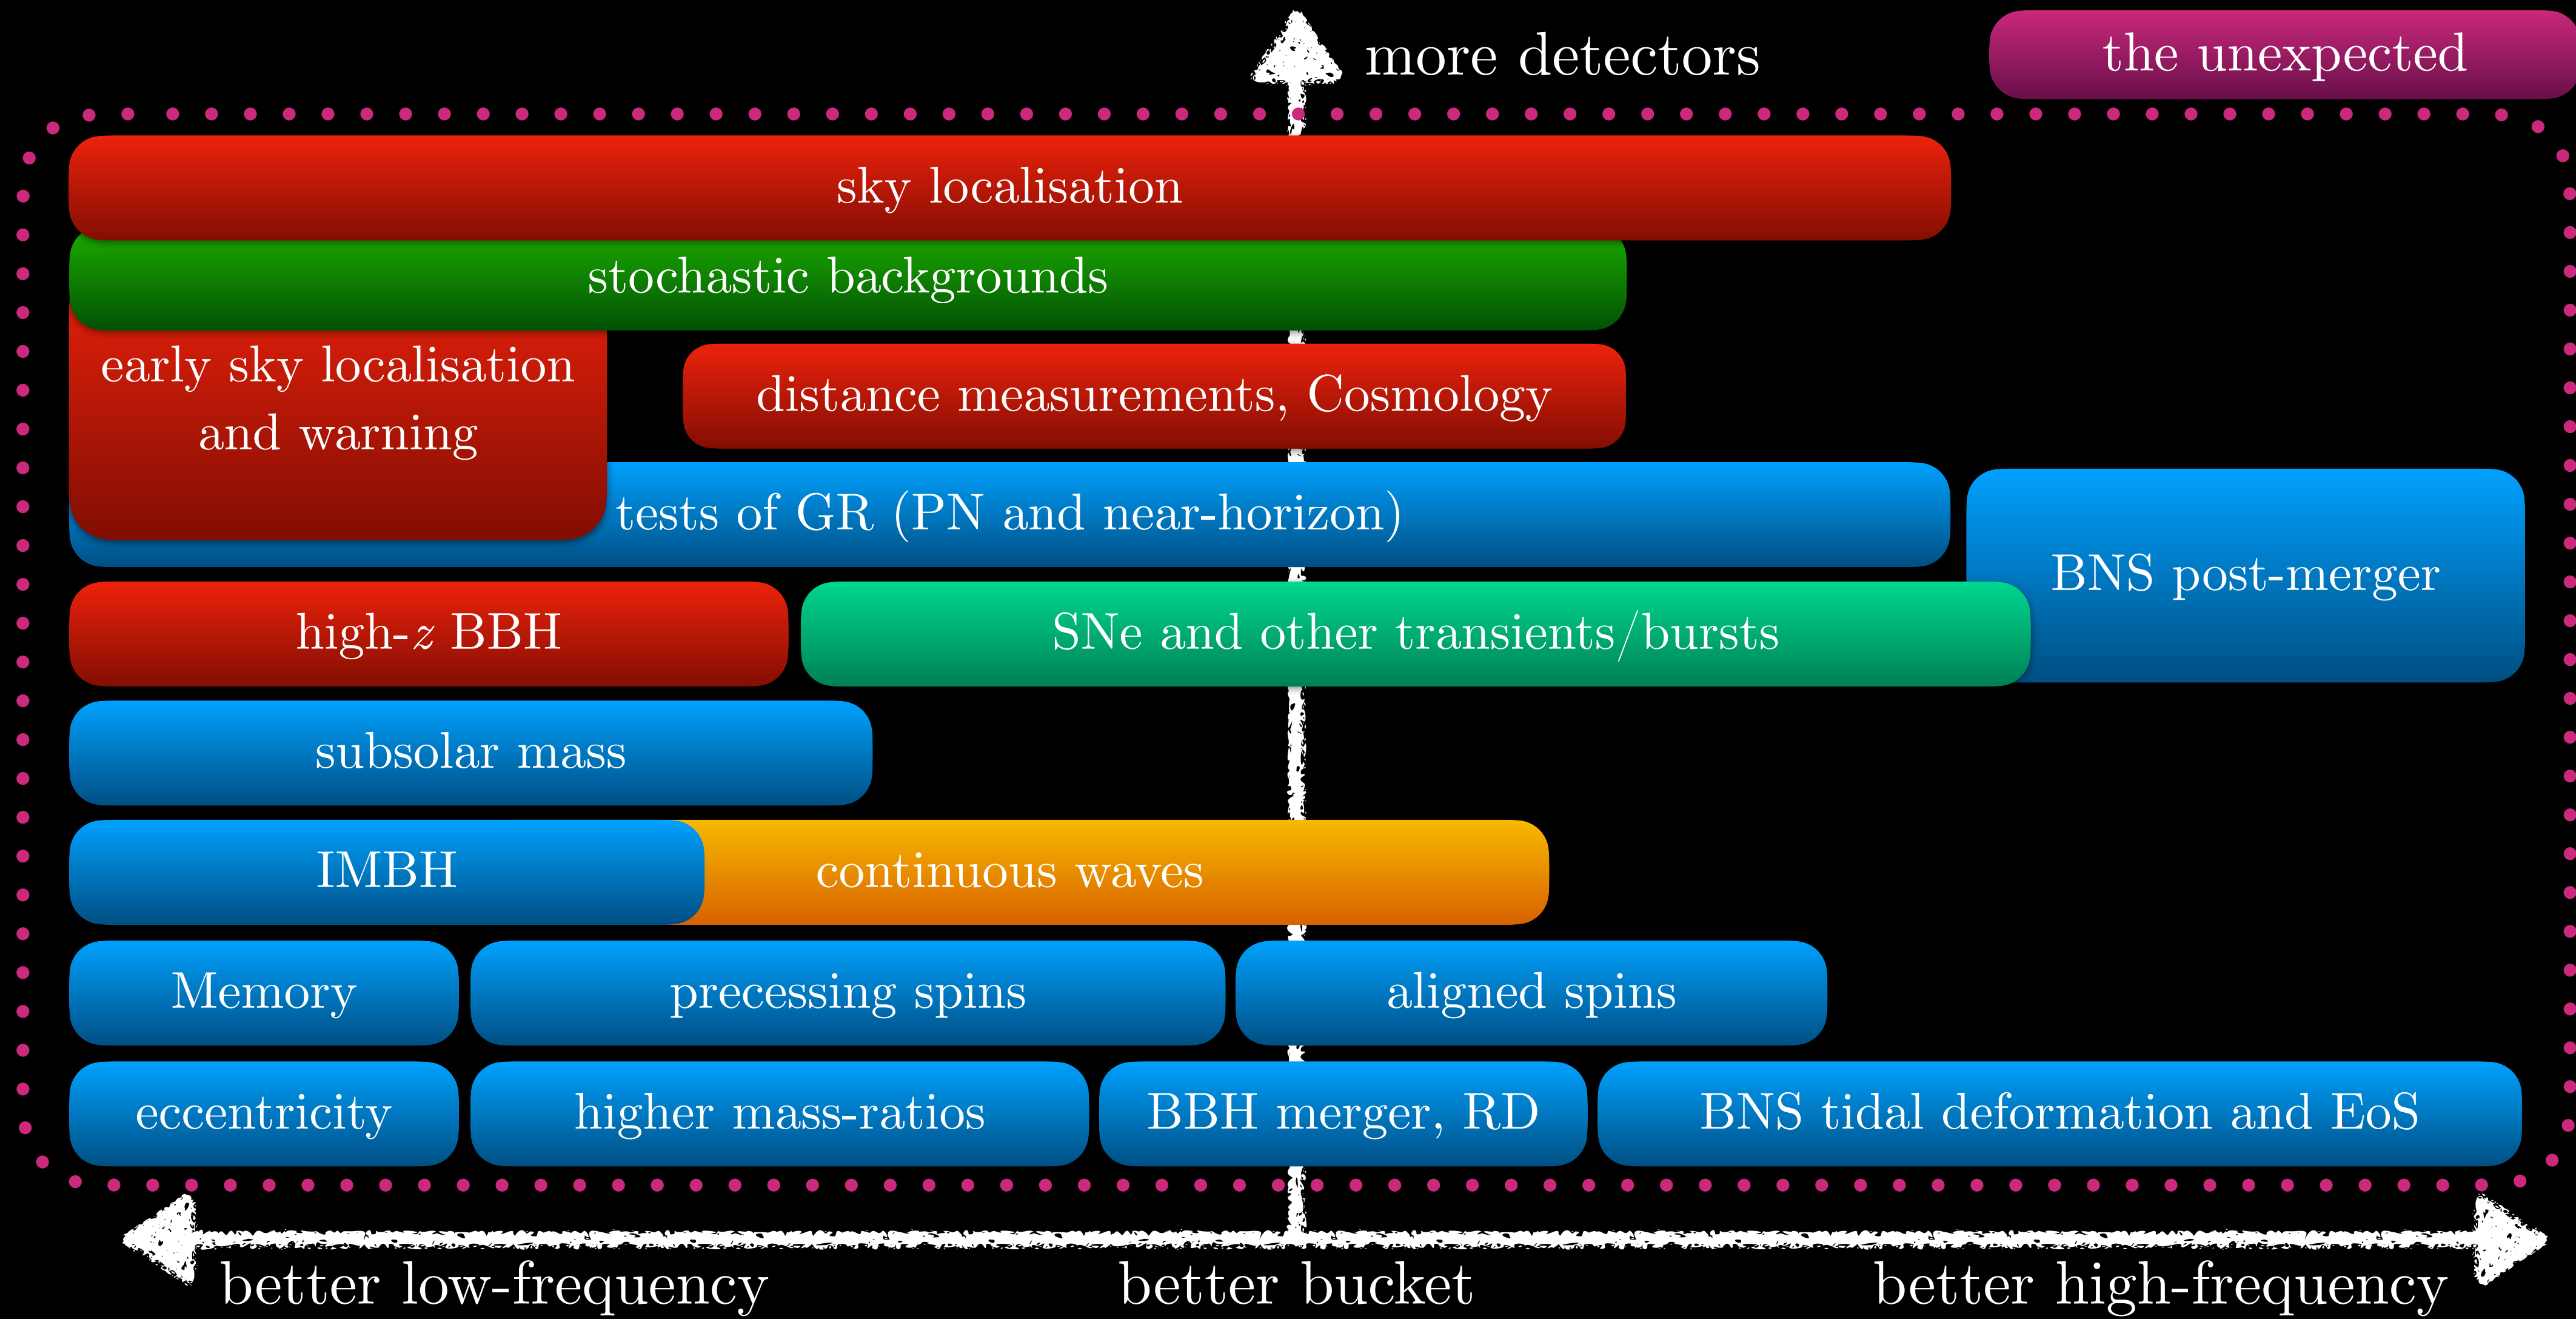 more detectors
the unexpected
sky localisation
stochastic backgrounds
early sky localisation
and warning
distance measurements, Cosmology
tests of GR (PN and near-horizon)
BNS post-merger
high-z BBH
SNe and other transients/bursts
subsolar mass
IMBH
continuous waves
Memory
precessing spins
aligned spins
eccentricity
higher mass-ratios
BBH merger, RD
BNS tidal deformation and EoS
better low-frequency
better bucket
better high-frequency